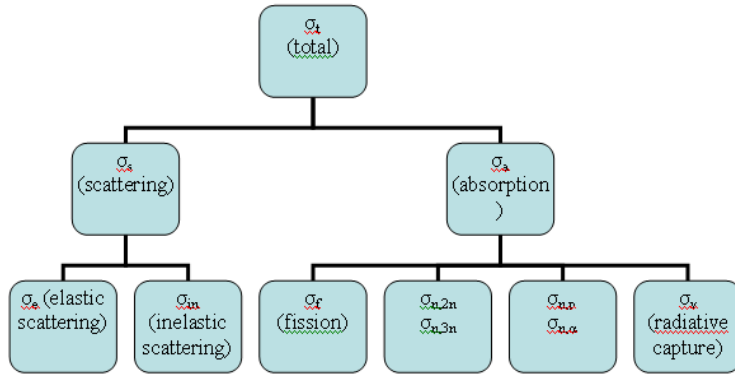 σt
(total)
σs
(scattering)
σa
(absorption
)
σe (elastic
scattering)
σin
(inelastic
scattering)
σf
(fission)
σn,2n
σn,3n
σn,p
σn,α
σγ
(radiative
capture)